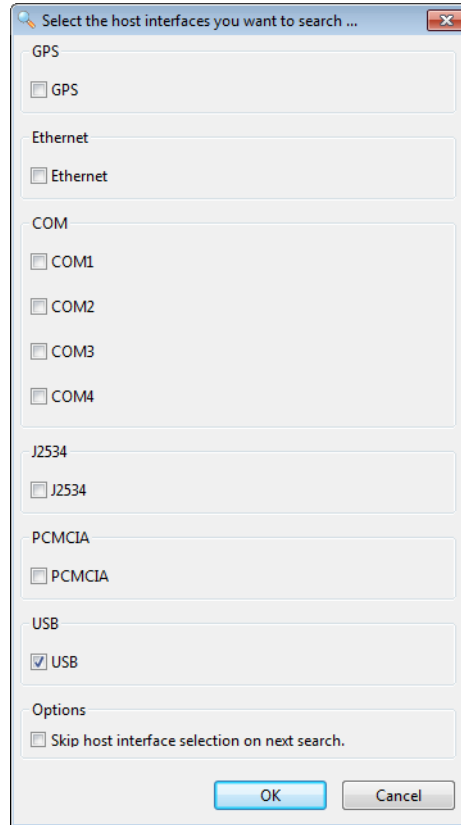 Select the host interfaces you want to search ...
GPS
GPS
Ethernet
Ethernet
COM
COM1
COM2
COM3
COM4
J2534
J2534
PCMCIA
PCMCIA
USB
USB
Options
Skip host interface selection on next search.
OK Cancel